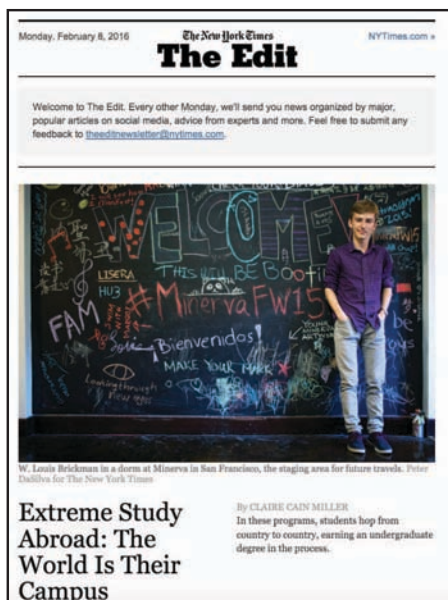 Monday, February 8, 2016
The New York Times
NYTimes.com »
The Edit
Welcome to The Edit. Every other Monday, we'll send you news organized by major,
popular articles on social media, advice from experts and more. Feel free to submit any
feedback to theeditnewsletter@nytimes.com.
WELCOME
THIS WILL BE
LISERA
HU3
#MinervaFW15
FAM
¡Bienvenidos!
MAKE YOUR MARK
Looking through
new eyes
W. Louis Brickman in a dorm at Minerva in San Francisco, the staging area for future travels. Peter
DaSilva for The New York Times
Extreme Study
Abroad: The
World Is Their
Campus
By CLAIRE CAIN MILLER
In these programs, students hop from
country to country, earning an undergraduate
degree in the process.